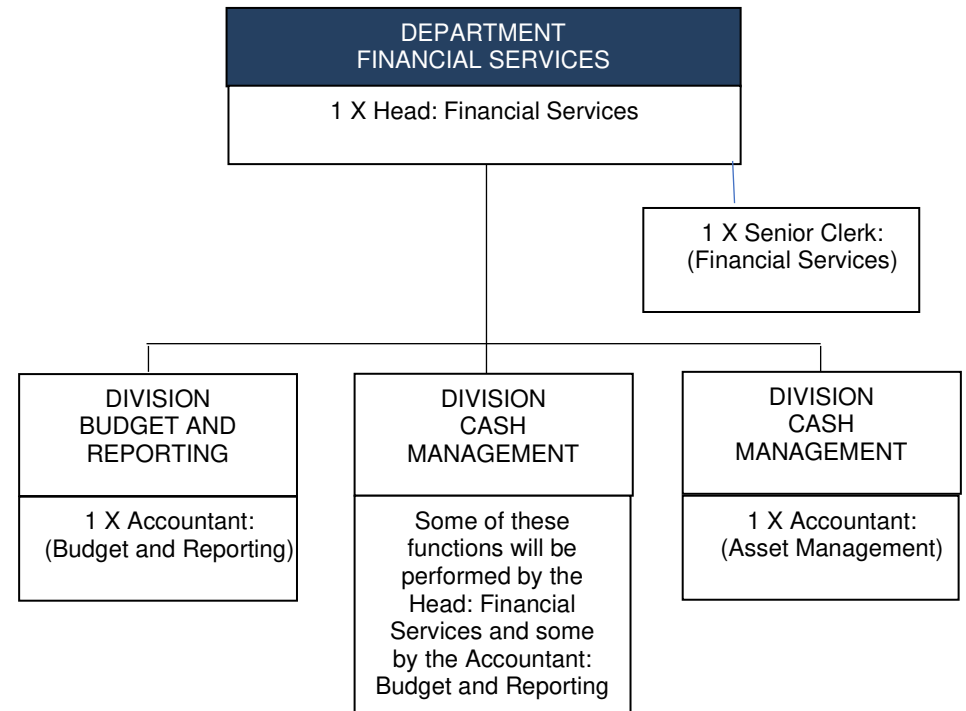 DEPARTMENT
FINANCIAL SERVICES
1 X Head: Financial Services
1 X Senior Clerk:
(Financial Services)
DIVISION
BUDGET AND
REPORTING
1 X Accountant:
(Budget and Reporting)
DIVISION
CASH
MANAGEMENT
Some of these
functions will be
performed by the
Head: Financial
Services and some
by the Accountant:
Budget and Reporting
DIVISION
CASH
MANAGEMENT
1 X Accountant:
(Asset Management)